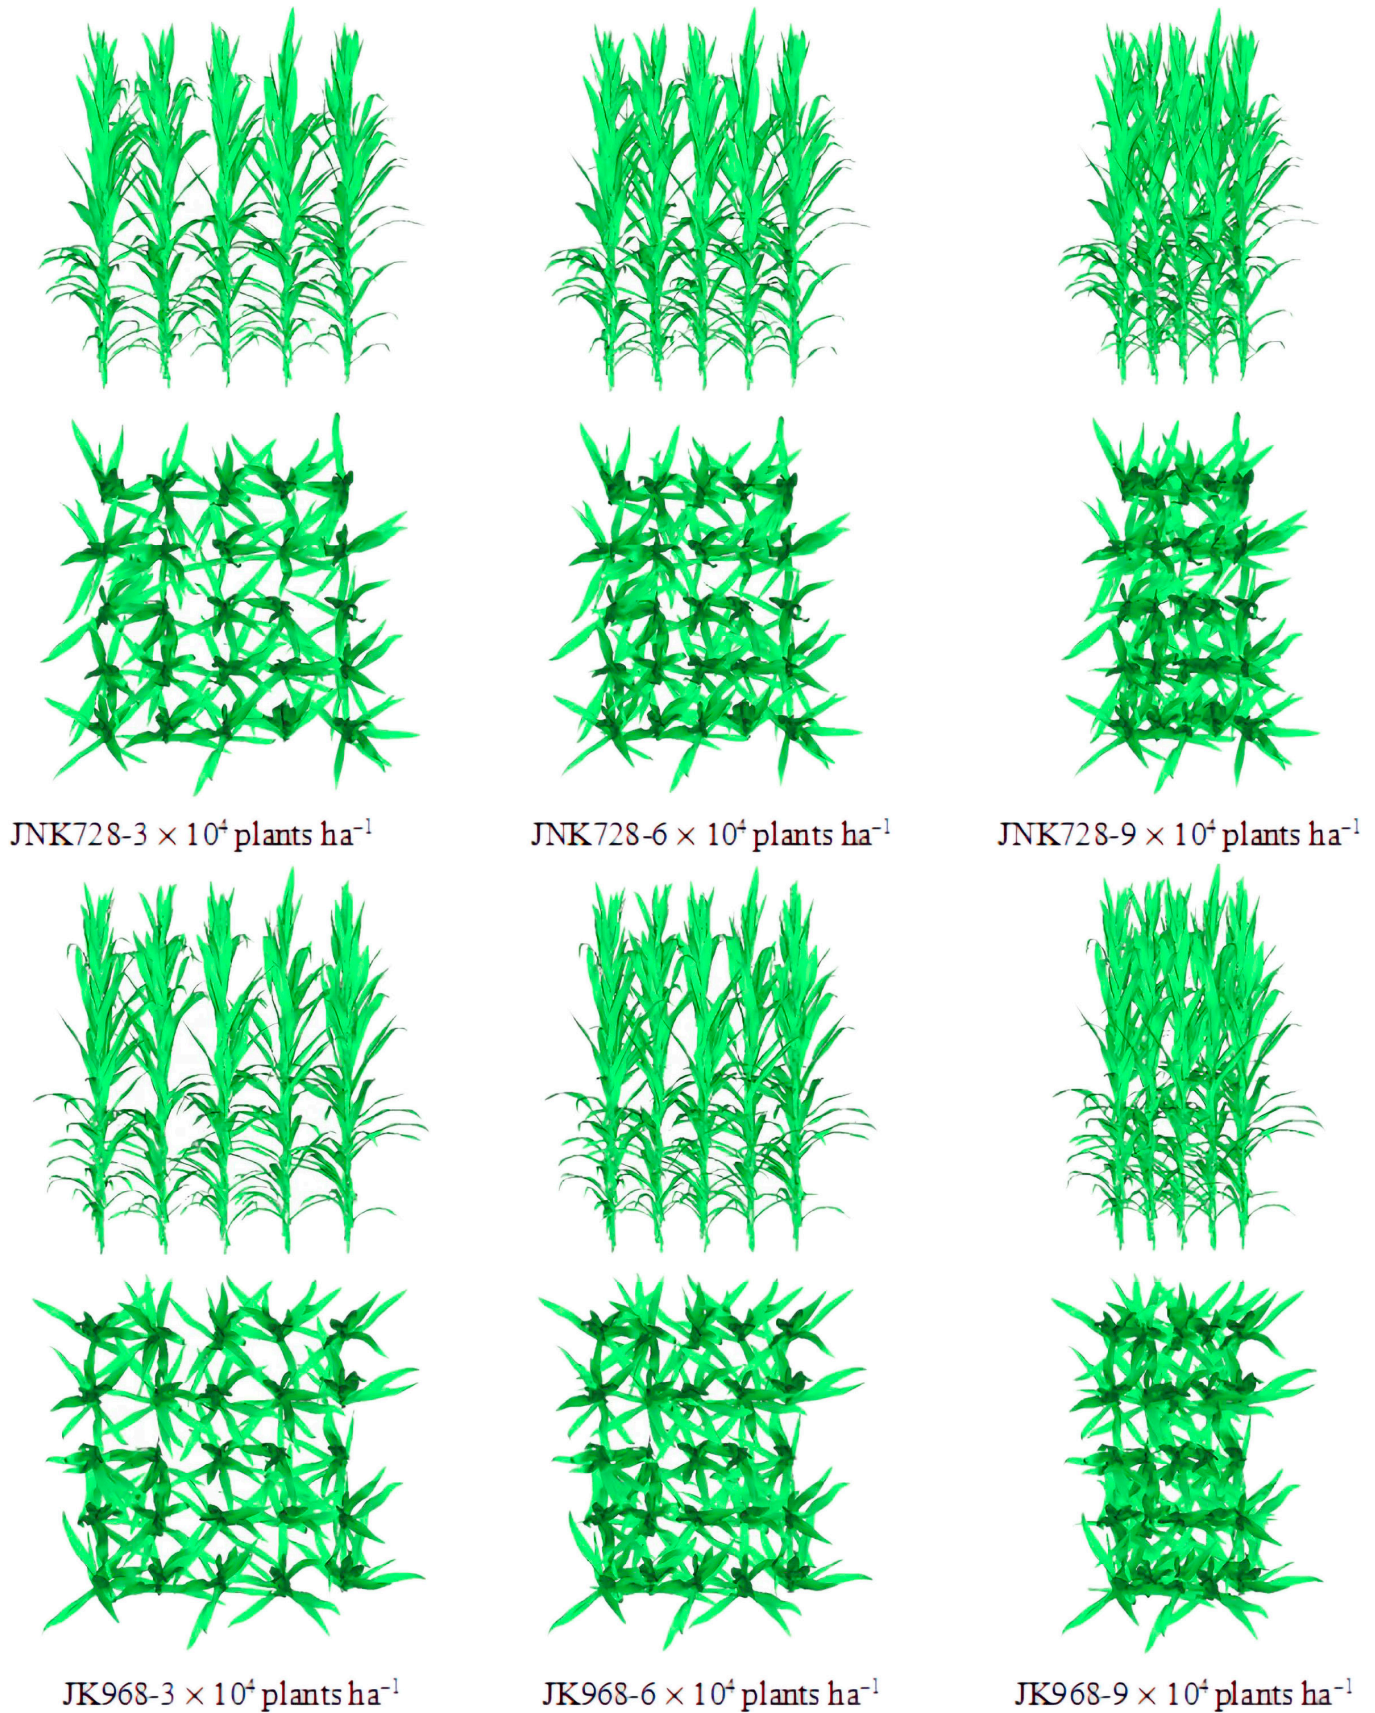 JNK728-3 × 10⁴ plants ha⁻¹ JNK728-6 × 10⁴ plants ha⁻¹ JNK728-9 × 10⁴ plants ha⁻¹
JK968-3 × 10⁴ plants ha⁻¹ JK968-6 × 10⁴ plants ha⁻¹ JK968-9 × 10⁴ plants ha⁻¹